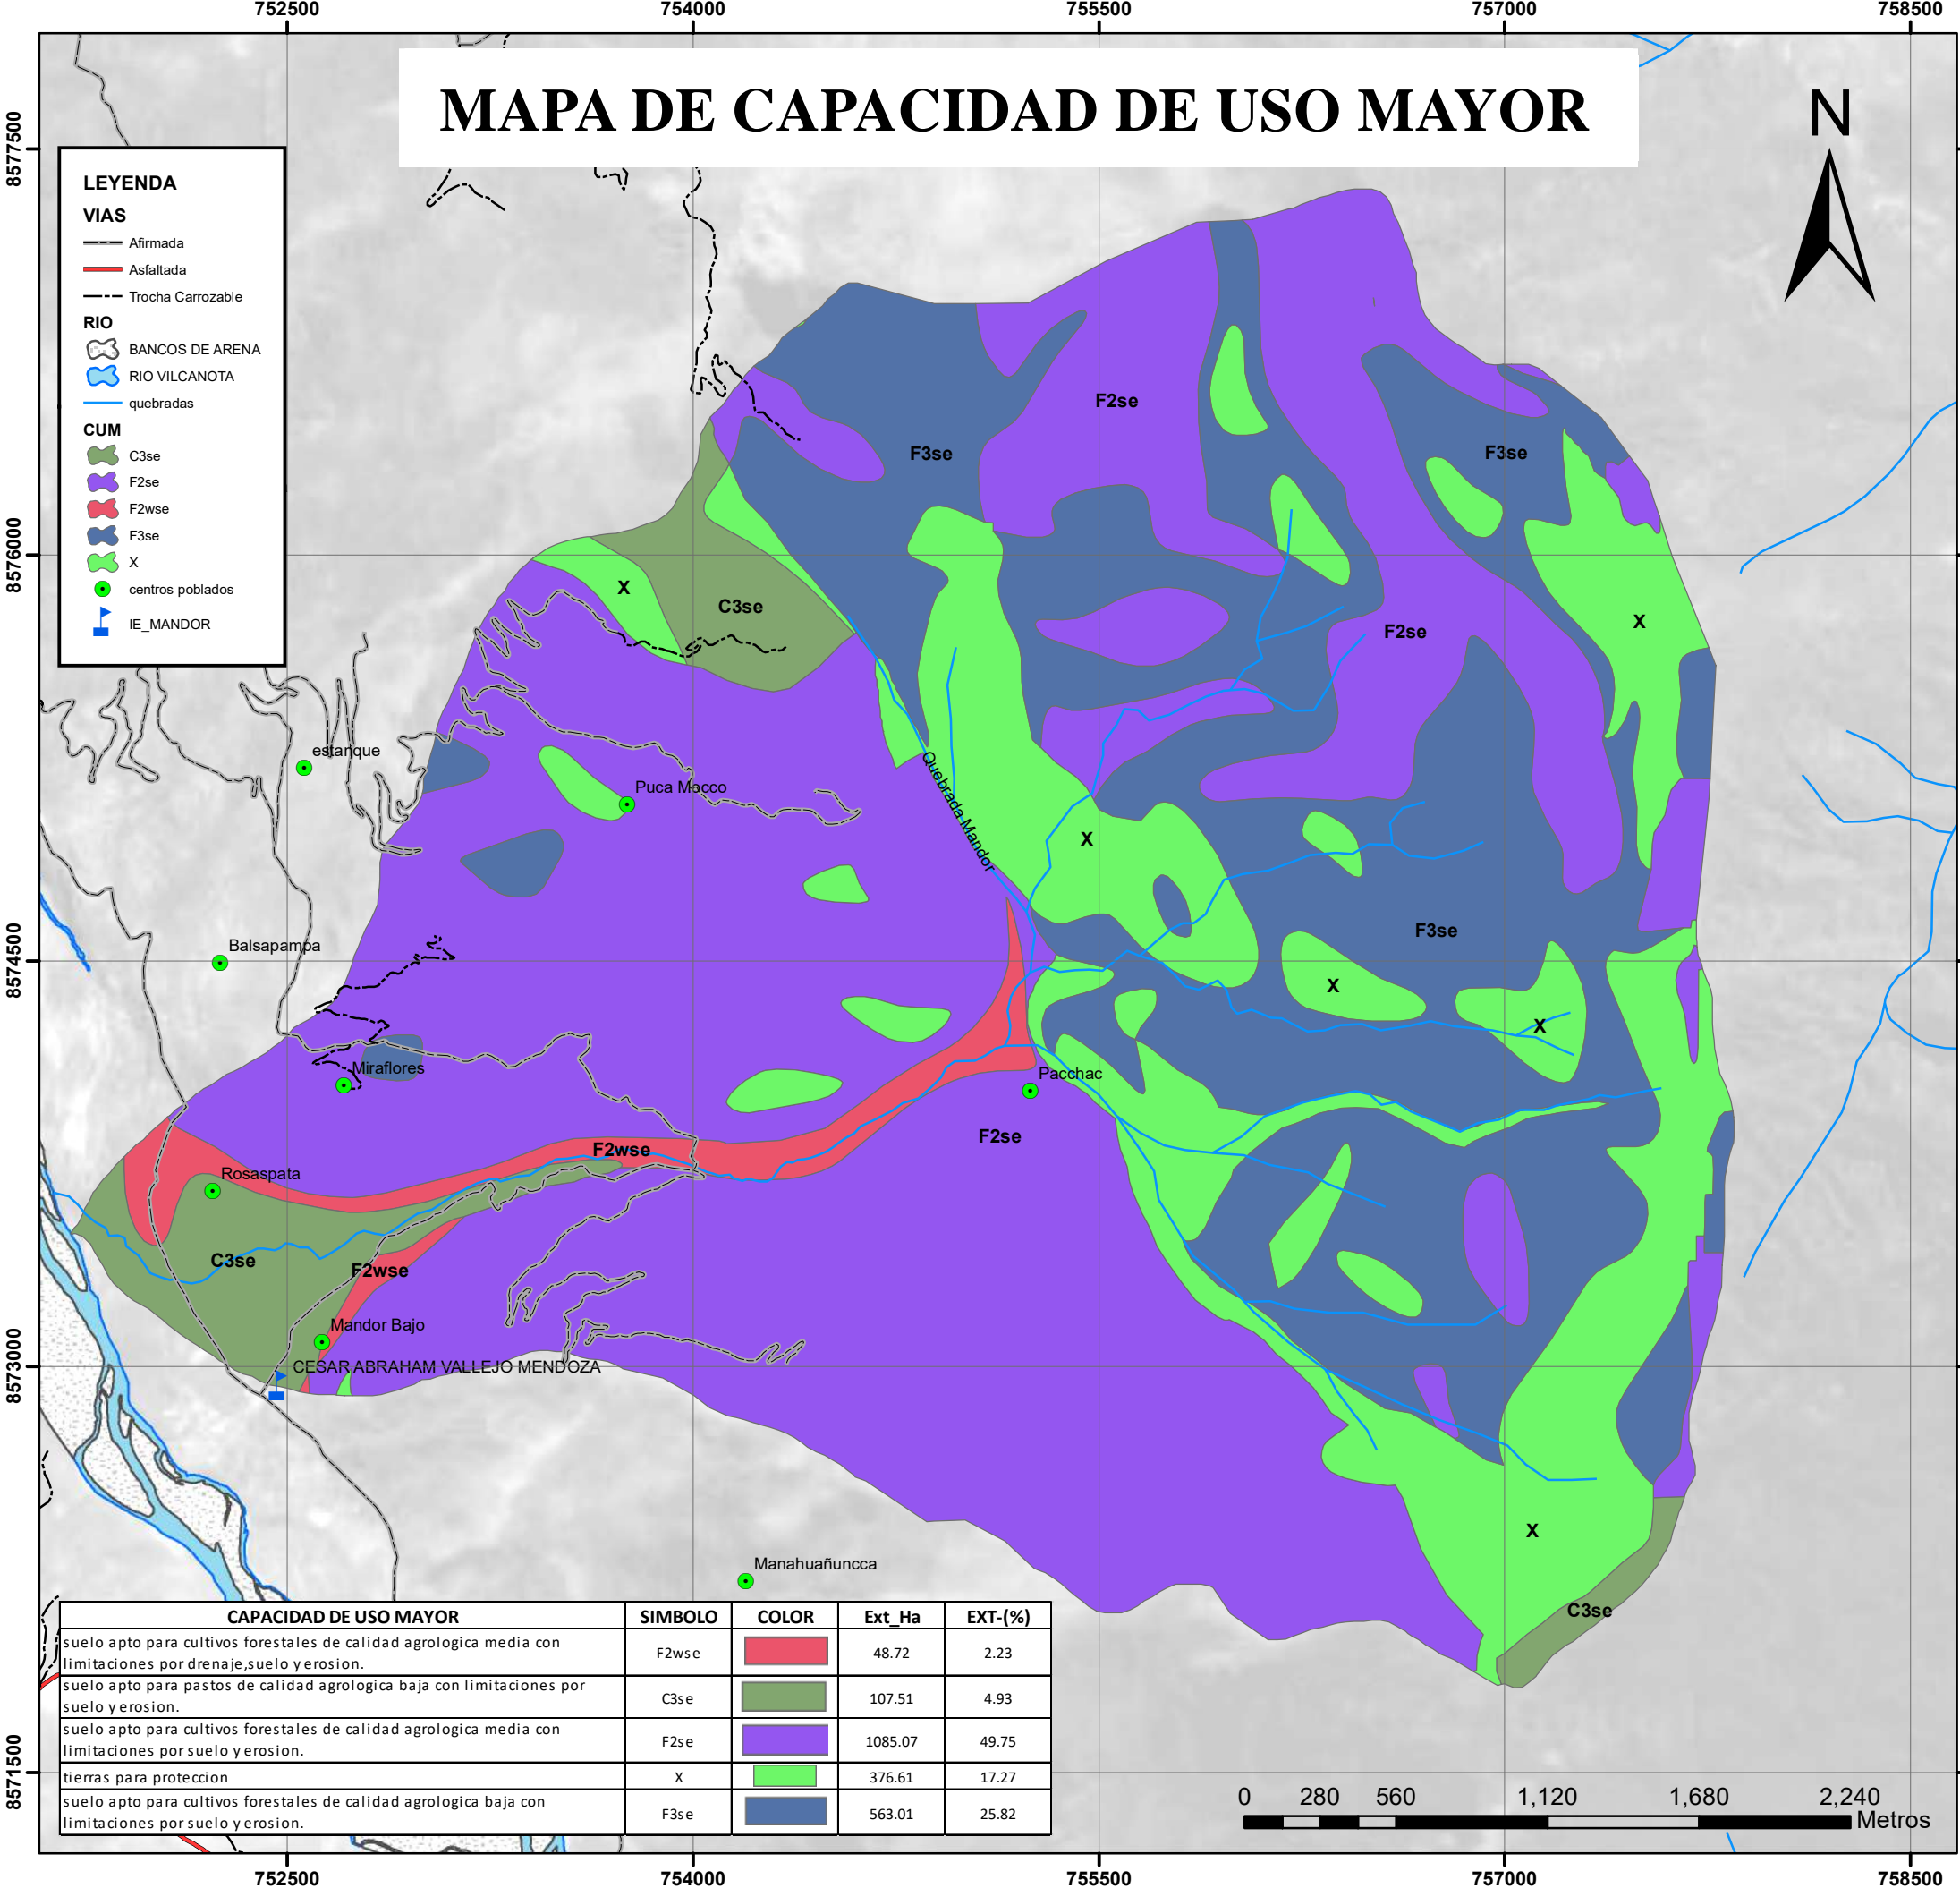 752500
754000
755500
757000
758500
MAPA DE CAPACIDAD DE USO MAYOR
N
8577500
8576000
8574500
8573000
8571500
LEYENDA
VIAS
Afirmada
Asfaltada
Trocha Carrozable
RIO
BANCOS DE ARENA
RIO VILCANOTA
quebradas
CUM
C3se
F2se
F2wse
F3se
X
centros poblados
IE_MANDOR
F2se
F3se
F3se
X
C3se
X
F2se
estanque
Puca Mocco
Quebrada Mandor
X
F3se
Balsapampa
X
X
Miraflores
Pacchac
F2se
F2wse
Rosaspata
C3se
F2wse
Mandor Bajo
CESAR ABRAHAM VALLEJO MENDOZA
X
Manahuañuncca
C3se
CAPACIDAD DE USO MAYOR SIMBOLO COLOR Ext_Ha EXT-(%)
suelo apto para cultivos forestales de calidad agrologica media con
limitaciones por drenaje,suelo y erosion. F2wse 48.72 2.23
suelo apto para pastos de calidad agrologica baja con limitaciones por
suelo y erosion. C3se 107.51 4.93
suelo apto para cultivos forestales de calidad agrologica media con
limitaciones por suelo y erosion. F2se 1085.07 49.75
tierras para proteccion X 376.61 17.27
suelo apto para cultivos forestales de calidad agrologica baja con
limitaciones por suelo y erosion. F3se 563.01 25.82
0 280 560 1,120 1,680 2,240
Metros
752500
754000
755500
757000
758500